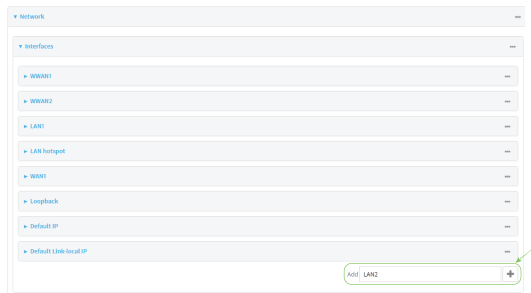 Network
Interfaces
WWAN1
WWAN2
LAN1
LAN hotspot
WAN1
Loopback
Default IP
Default Link-local IP
Add LAN2